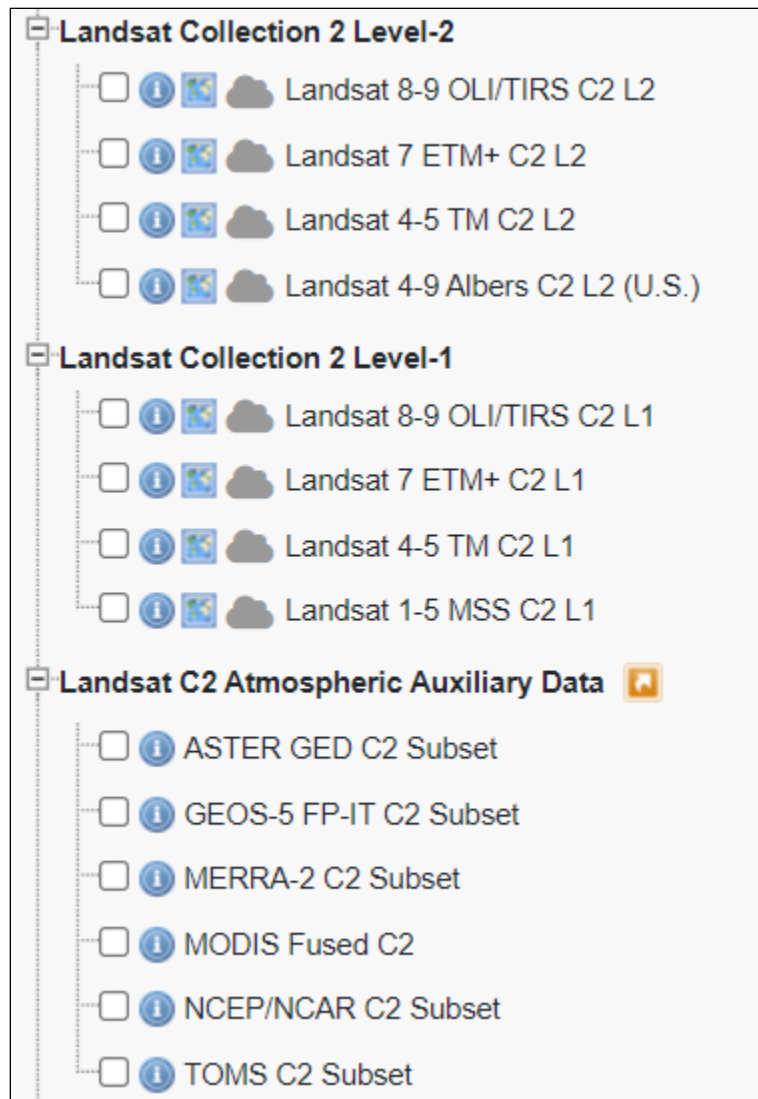 Landsat Collection 2 Level-2
Landsat 8-9 OLI/TIRS C2 L2
Landsat 7 ETM+ C2 L2
Landsat 4-5 TM C2 L2
Landsat 4-9 Albers C2 L2 (U.S.)
Landsat Collection 2 Level-1
Landsat 8-9 OLI/TIRS C2 L1
Landsat 7 ETM+ C2 L1
Landsat 4-5 TM C2 L1
Landsat 1-5 MSS C2 L1
Landsat C2 Atmospheric Auxiliary Data
ASTER GED C2 Subset
GEOS-5 FP-IT C2 Subset
MERRA-2 C2 Subset
MODIS Fused C2
NCEP/NCAR C2 Subset
TOMS C2 Subset